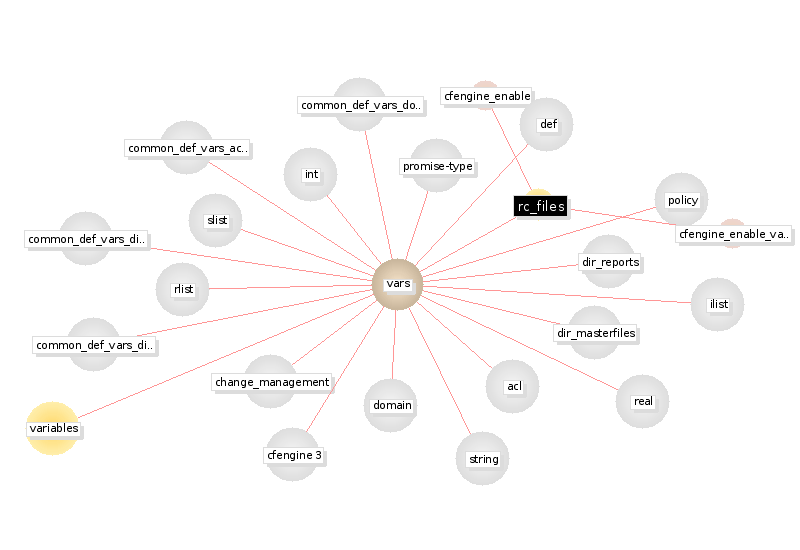 cfengine_enable
common_def_vars_do..
def
common_def_vars_ac..
promise-type
int
policy
rc_files
slist
cfengine_enable_va..
common_def_vars_di..
dir_reports
vars
rlist
ilist
dir_masterfiles
common_def_vars_di..
change_management
acl
real
domain
variables
cfengine 3
string